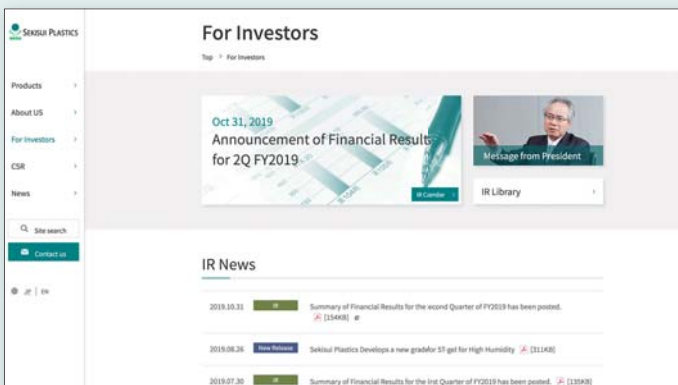 SEKISUI PLASTICS
Products
About US
For Investors
CSR
News
Site search
Contact us
EN
For Investors
Top > For Investors
Oct 31, 2019
Announcement of Financial Results
for 2Q FY2019
IR Calendar
Message from President
IR Library
IR News
2019.10.31 IR Summary of Financial Results for the second Quarter of FY2019 has been posted.
[154KB]
2019.08.26 New Release Sekisui Plastics Develops a new gradefor ST-gel for High Humidity [311KB]
2019.07.30 IR Summary of Financial Results for the list Quarter of FY2019 has been posted. [135KB]